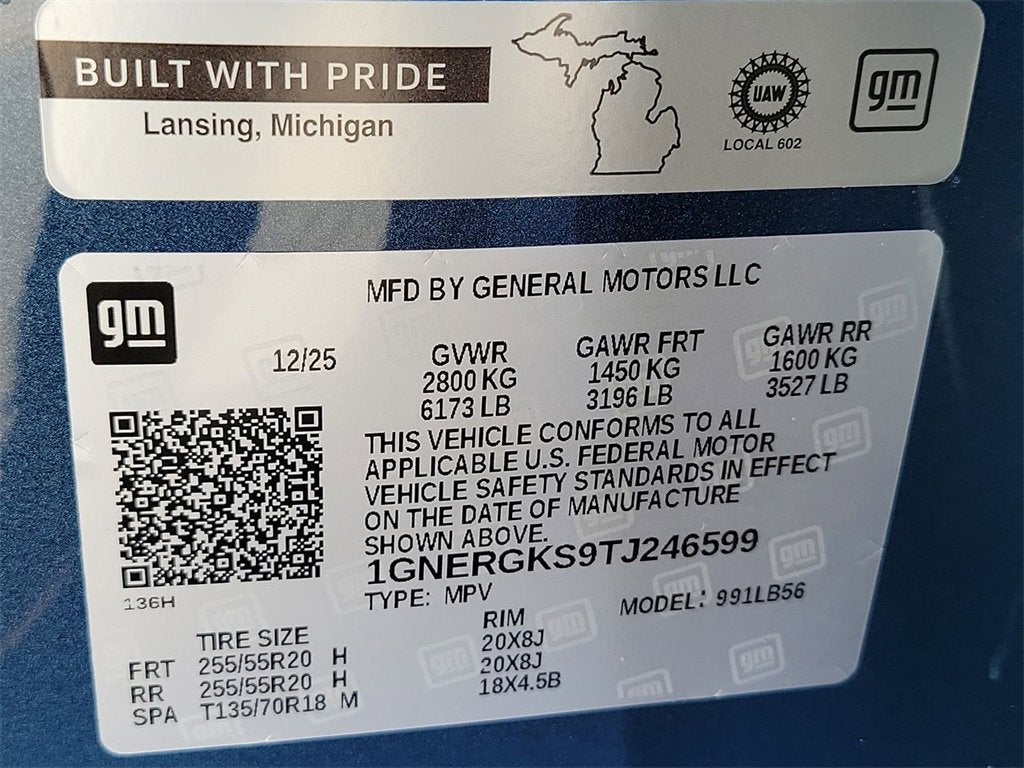 BUILT WITH PRIDE
Lansing, Michigan
UAW
LOCAL 602
gm
gm
MFD BY GENERAL MOTORS LLC
12/25
GVWR
2800 KG
6173 LB
GAWR FRT
1450 KG
3196 LB
GAWR RR
1600 KG
3527 LB
THIS VEHICLE CONFORMS TO ALL
APPLICABLE U.S. FEDERAL MOTOR
VEHICLE SAFETY STANDARDS IN EFFECT
ON THE DATE OF MANUFACTURE
SHOWN ABOVE.
1GNERGKS9TJ246599
136H
TYPE: MPV
MODEL: 991LB56
TIRE SIZE RIM
FRT 255/55R20 H 20X8J
RR 255/55R20 H 20X8J
SPA T135/70R18 M 18X4.5B